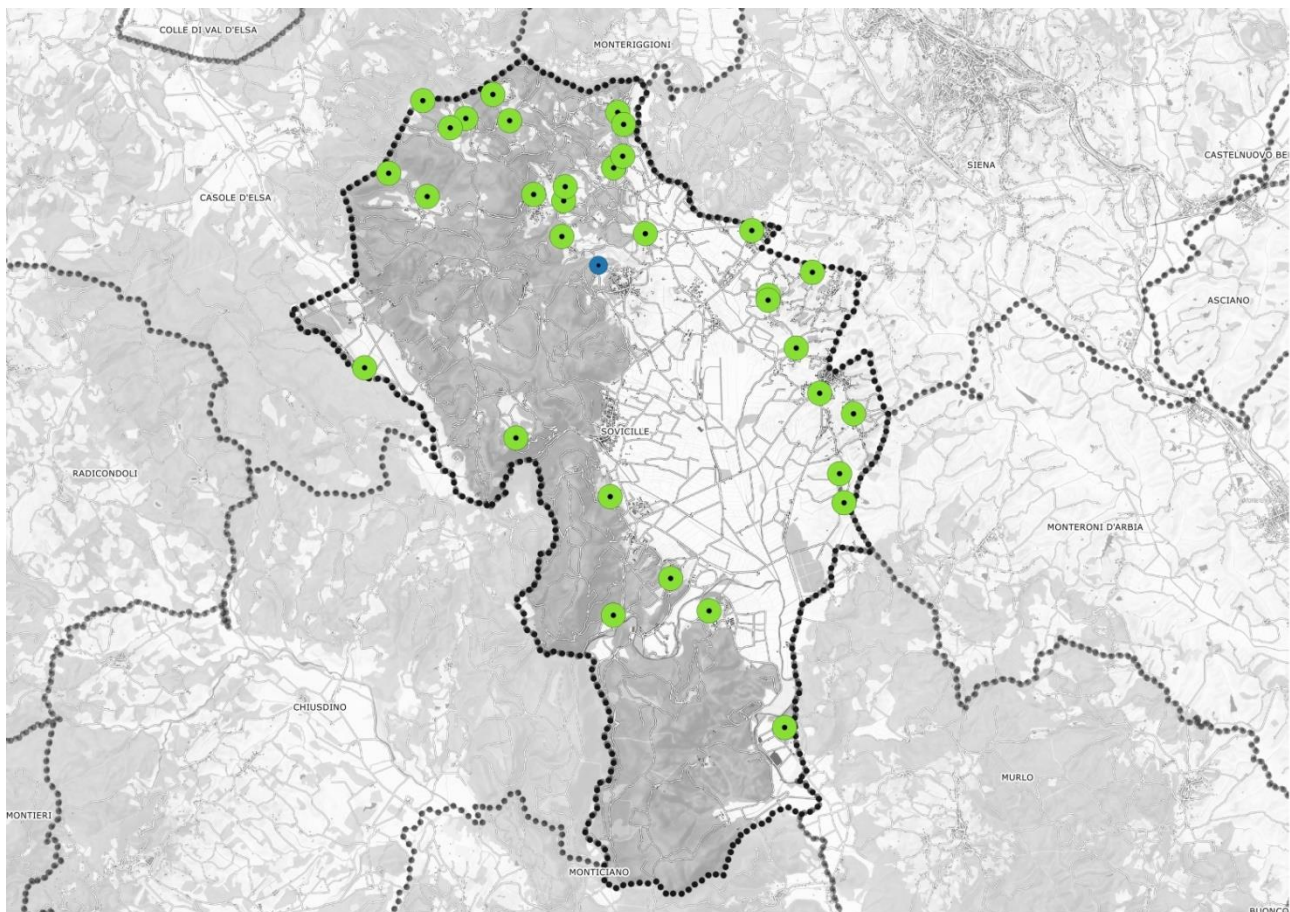 COLLE DI VAL D'ELSA
MONTERIGGIONI
SIENA
CASTELNUOVO BE
CASOLE D'ELSA
ASCIANO
SOVICILLE
RADICONDOLI
MONTERONI D'ARBIA
CHIUSDINO
MURLO
MONTIERI
MONTICIANO
BUONCO